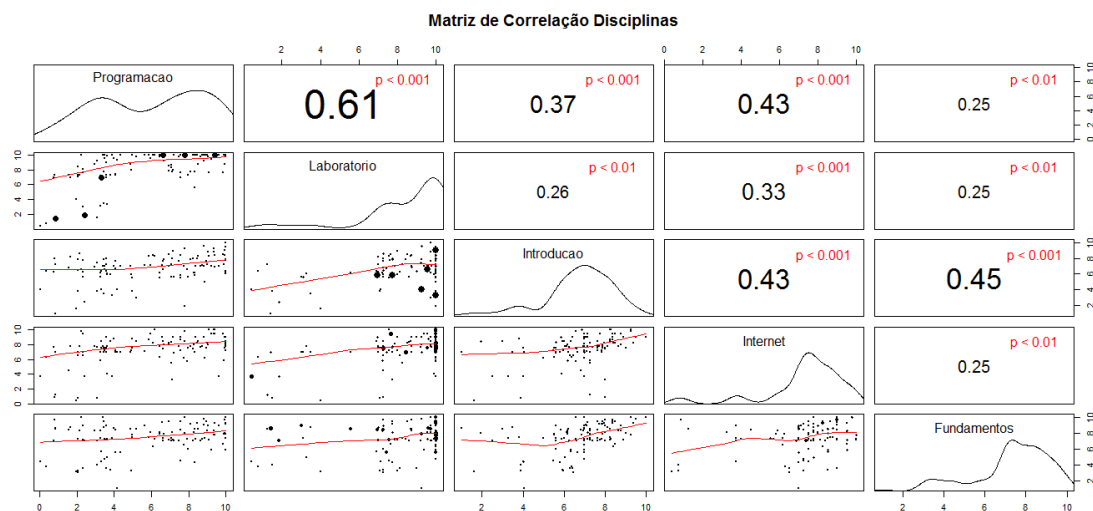 Matriz de Correlação Disciplinas
2 4 6 8 10
0 2 4 6 8 10
Programacao
0.61
p < 0.001
0.37
p < 0.001
0.43
p < 0.001
0.25
p < 0.01
0 2 4 6 8 10
2 4 6 8 10
Laboratorio
0.26
p < 0.01
0.33
p < 0.001
0.25
p < 0.01
Introducao
0.43
p < 0.001
0.45
p < 0.001
2 4 6 8 10
0 2 4 6 8 10
Internet
0.25
p < 0.01
Fundamentos
2 4 6 8 10
0 2 4 6 8 10
2 4 6 8 10
2 4 6 8 10